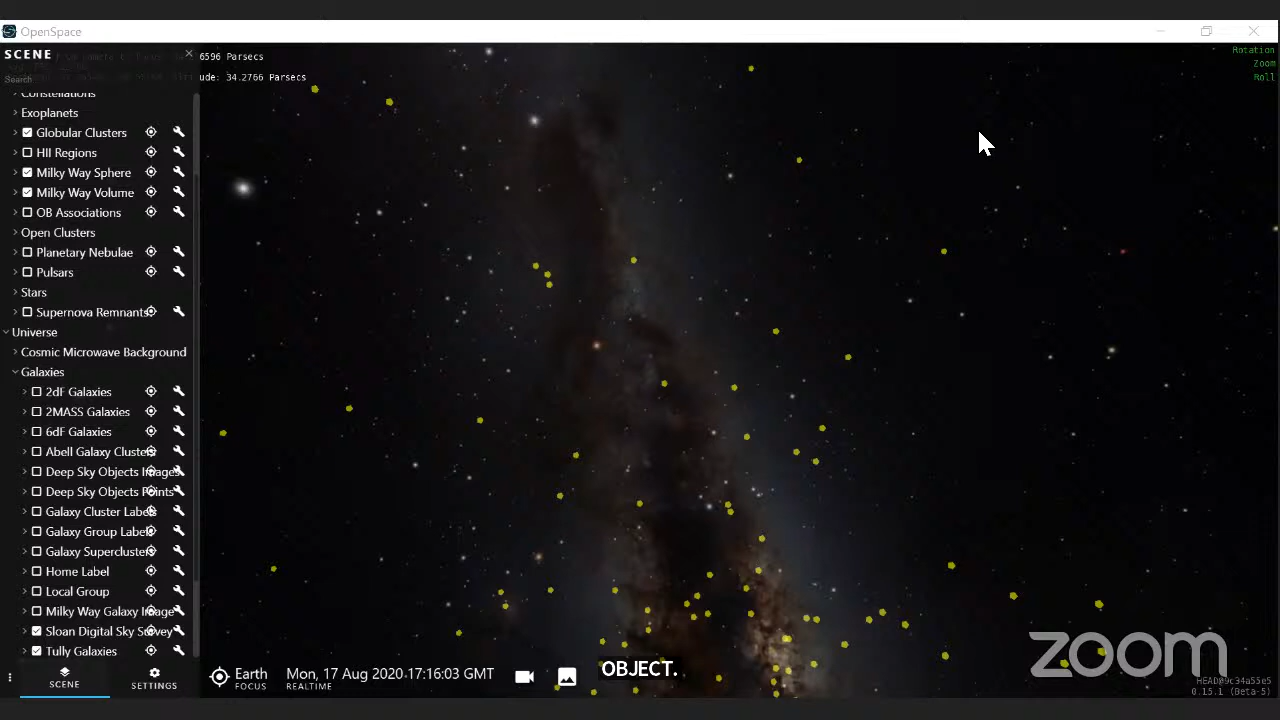 OpenSpace
SCENE
6596 Parsecs
Rotation
Zoom
Search
ude: 34.2766 Parsecs
Roll
Constellations
Exoplanets
Globular Clusters
HII Regions
Milky Way Sphere
Milky Way Volume
OB Associations
Open Clusters
Planetary Nebulae
Pulsars
Stars
Supernova Remnants
Universe
Cosmic Microwave Background
Galaxies
2dF Galaxies
2MASS Galaxies
6dF Galaxies
Abell Galaxy Clusters
Deep Sky Objects Images
Deep Sky Objects Points
Galaxy Cluster Labels
Galaxy Group Labels
Galaxy Superclusters
Home Label
Local Group
Milky Way Galaxy Image
Sloan Digital Sky Survey
Tully Galaxies
SCENE
SETTINGS
Earth
FOCUS
Mon, 17 Aug 2020 17:16:03 GMT
REALTIME
OBJECT.
zoom
HEAD@9c34a55e5
0.15.1 (Beta-5)